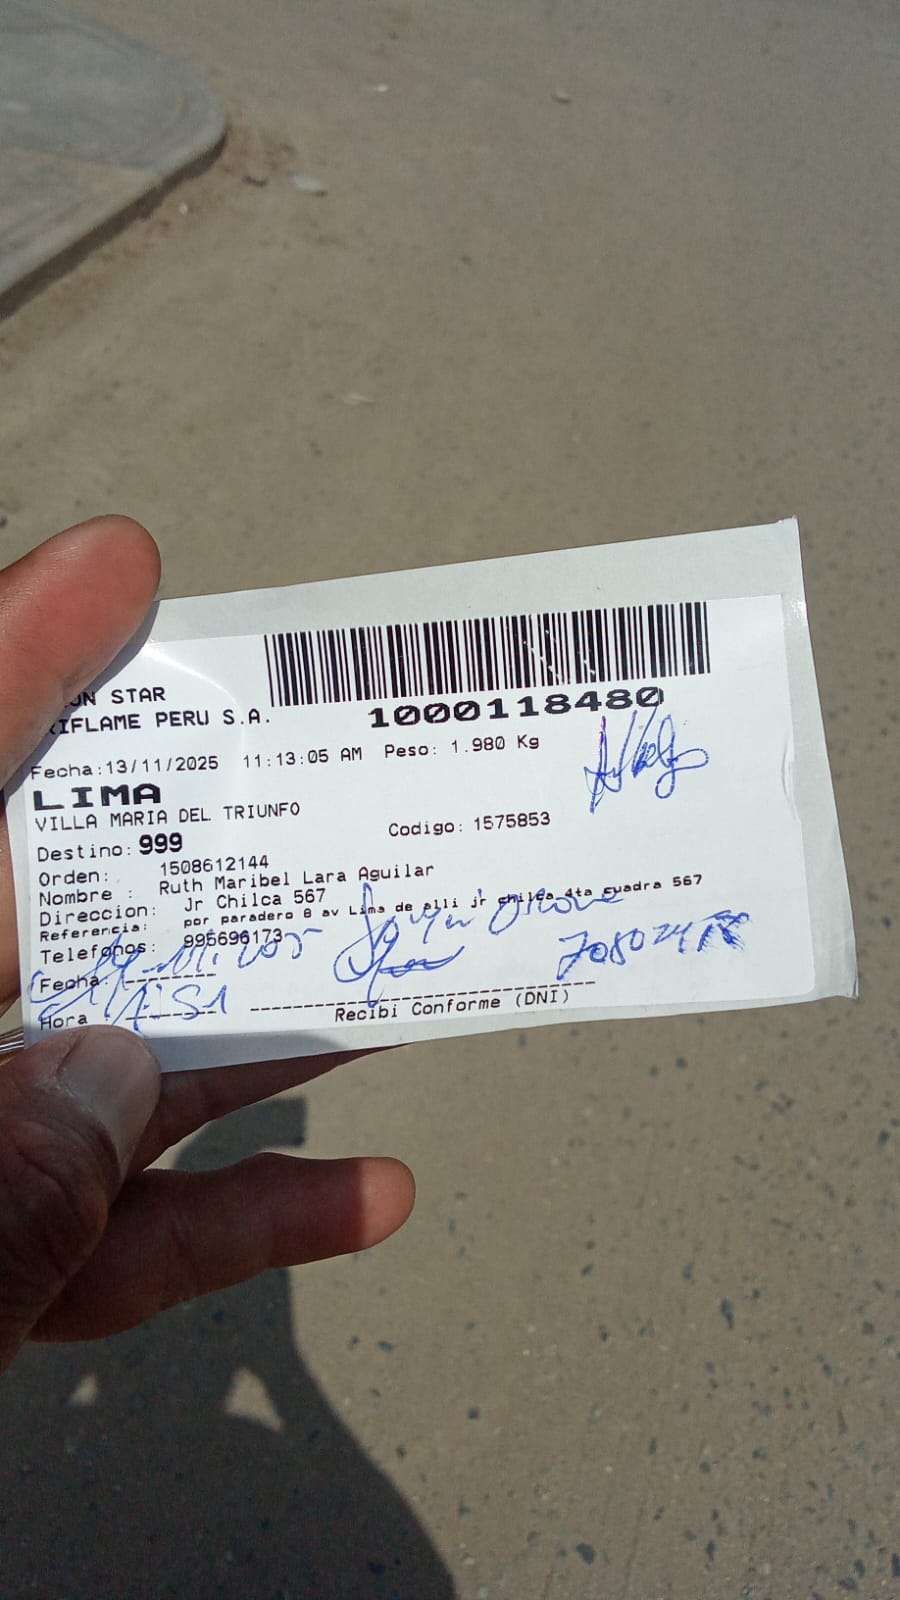 STAR
IFLAME PERU S.A.
1000118480
Fecha:13/11/2025 11:13:05 AM Peso: 1.980 Kg
LIMA
VILLA MARIA DEL TRIUNFO
Destino: 999
Codigo: 1575853
Orden: 1508612144
Nombre : Ruth Maribel Lara Aguilar
Direccion: Jr Chilca 567
Referencia: por paradero 8 av Lima de alli jr chilca 4ta cuadra 567
Telefonos: 995696173
Fecha:
Hora :
Recibi Conforme (DNI)